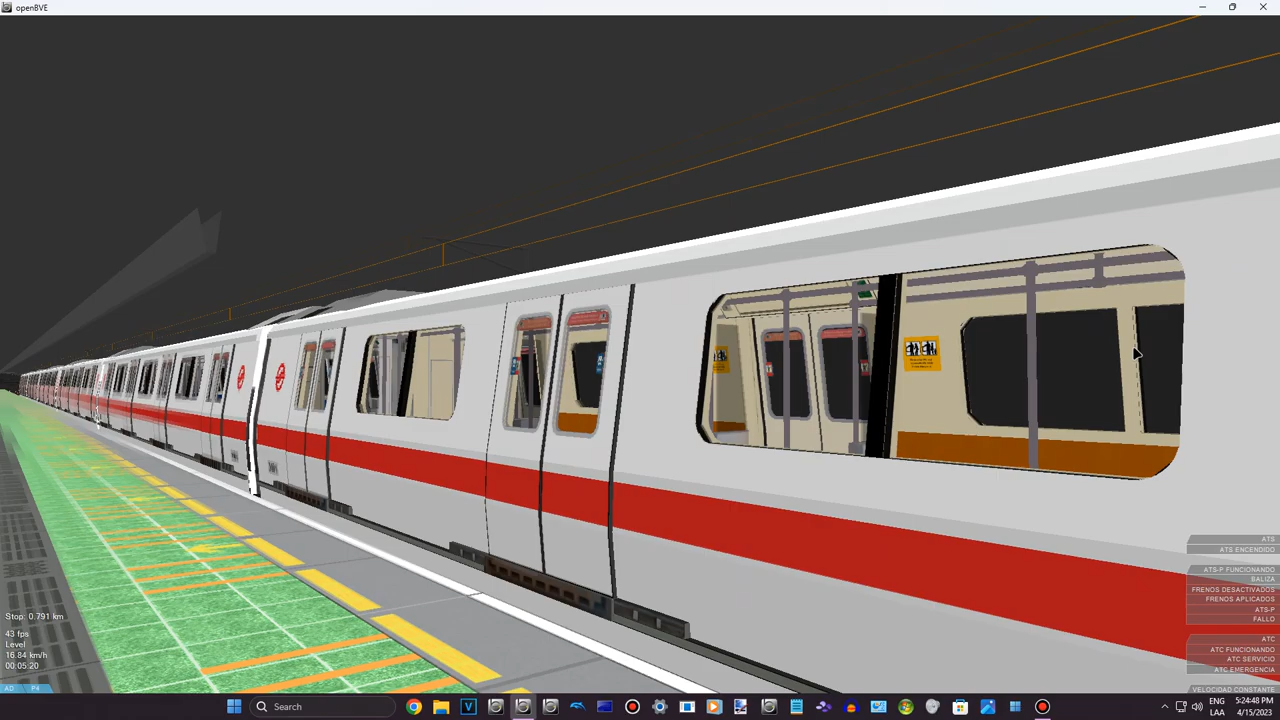 openBVE
ATS
ATS ENCENDIDO
ATS-P FUNCIONANDO
BALIZA
FRENOS DESACTIVADOS
FRENOS APLICADOS
ATS-P
FALLO
ATC
ATC FUNCIONANDO
ATC SERVICIO
ATC EMERGENCIA
VELOCIDAD CONSTANTE
Stop: 0.791 km
43 fps
Level
16.84 km/h
00:05:20
AD P4
Search
ENG
LAA
5:24:48 PM
4/15/2023